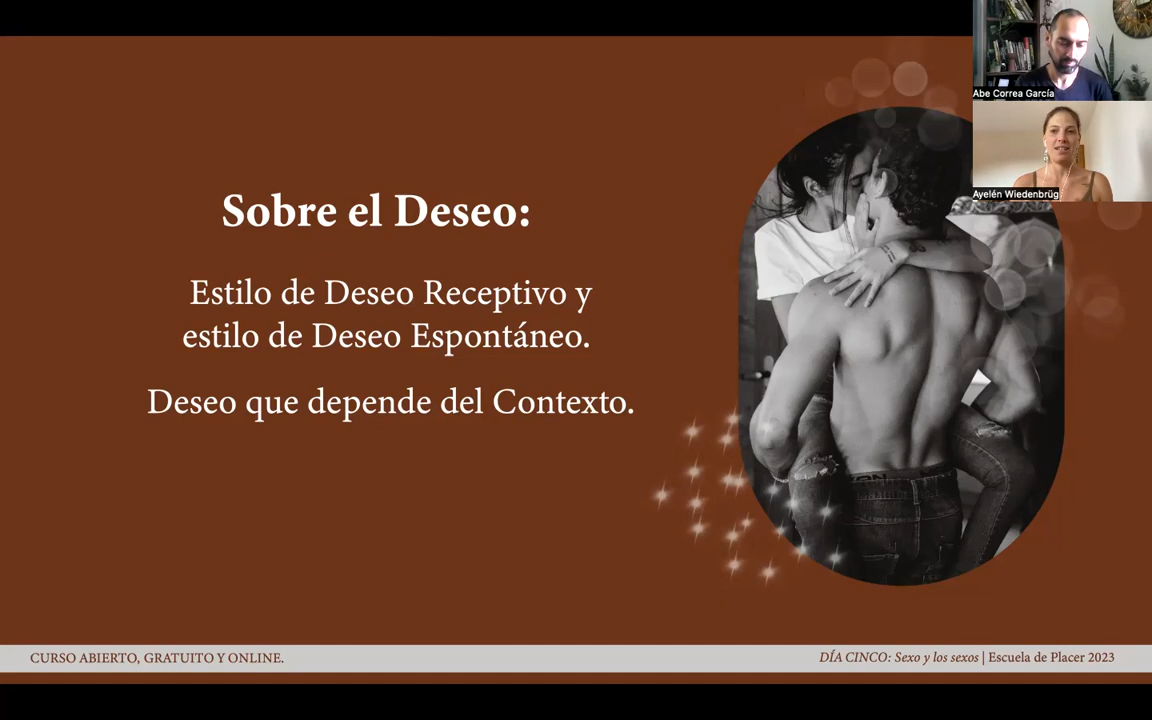 Abe Correa García
Ayelén Wiedenbrüg
Sobre el Deseo:
Estilo de Deseo Receptivo y
estilo de Deseo Espontáneo.
Deseo que depende del Contexto.
CURSO ABIERTO, GRATUITO Y ONLINE.
DÍA CINCO: Sexo y los sexos | Escuela de Placer 2023